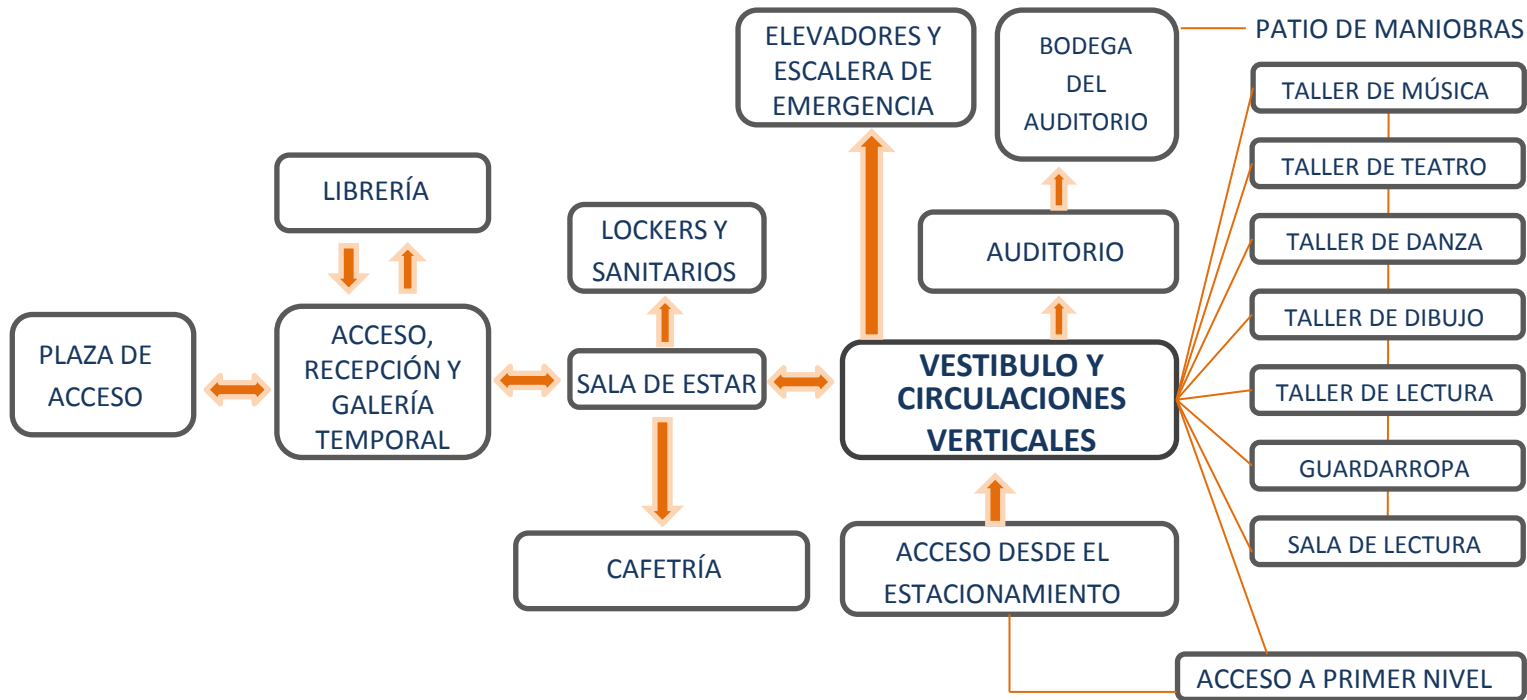 ELEVADORES Y
ESCALERA DE
EMERGENCIA
BODEGA
DEL
AUDITORIO
PATIO DE MANIOBRAS
TALLER DE MÚSICA
TALLER DE TEATRO
TALLER DE DANZA
TALLER DE DIBUJO
TALLER DE LECTURA
GUARDARROPA
SALA DE LECTURA
LIBRERÍA
LOCKERS Y
SANITARIOS
AUDITORIO
PLAZA DE
ACCESO
ACCESO,
RECEPCIÓN Y
GALERÍA
TEMPORAL
SALA DE ESTAR
VESTIBULO Y
CIRCULACIONES
VERTICALES
CAFETRÍA
ACCESO DESDE EL
ESTACIONAMIENTO
ACCESO A PRIMER NIVEL